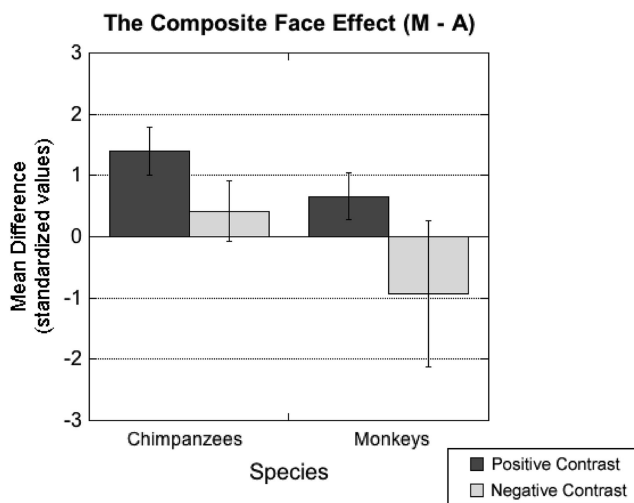 The Composite Face Effect (M - A)
3
2
1
0
-1
-2
-3
Mean Difference
(standardized values)
Chimpanzees
Monkeys
Species
Positive Contrast
Negative Contrast